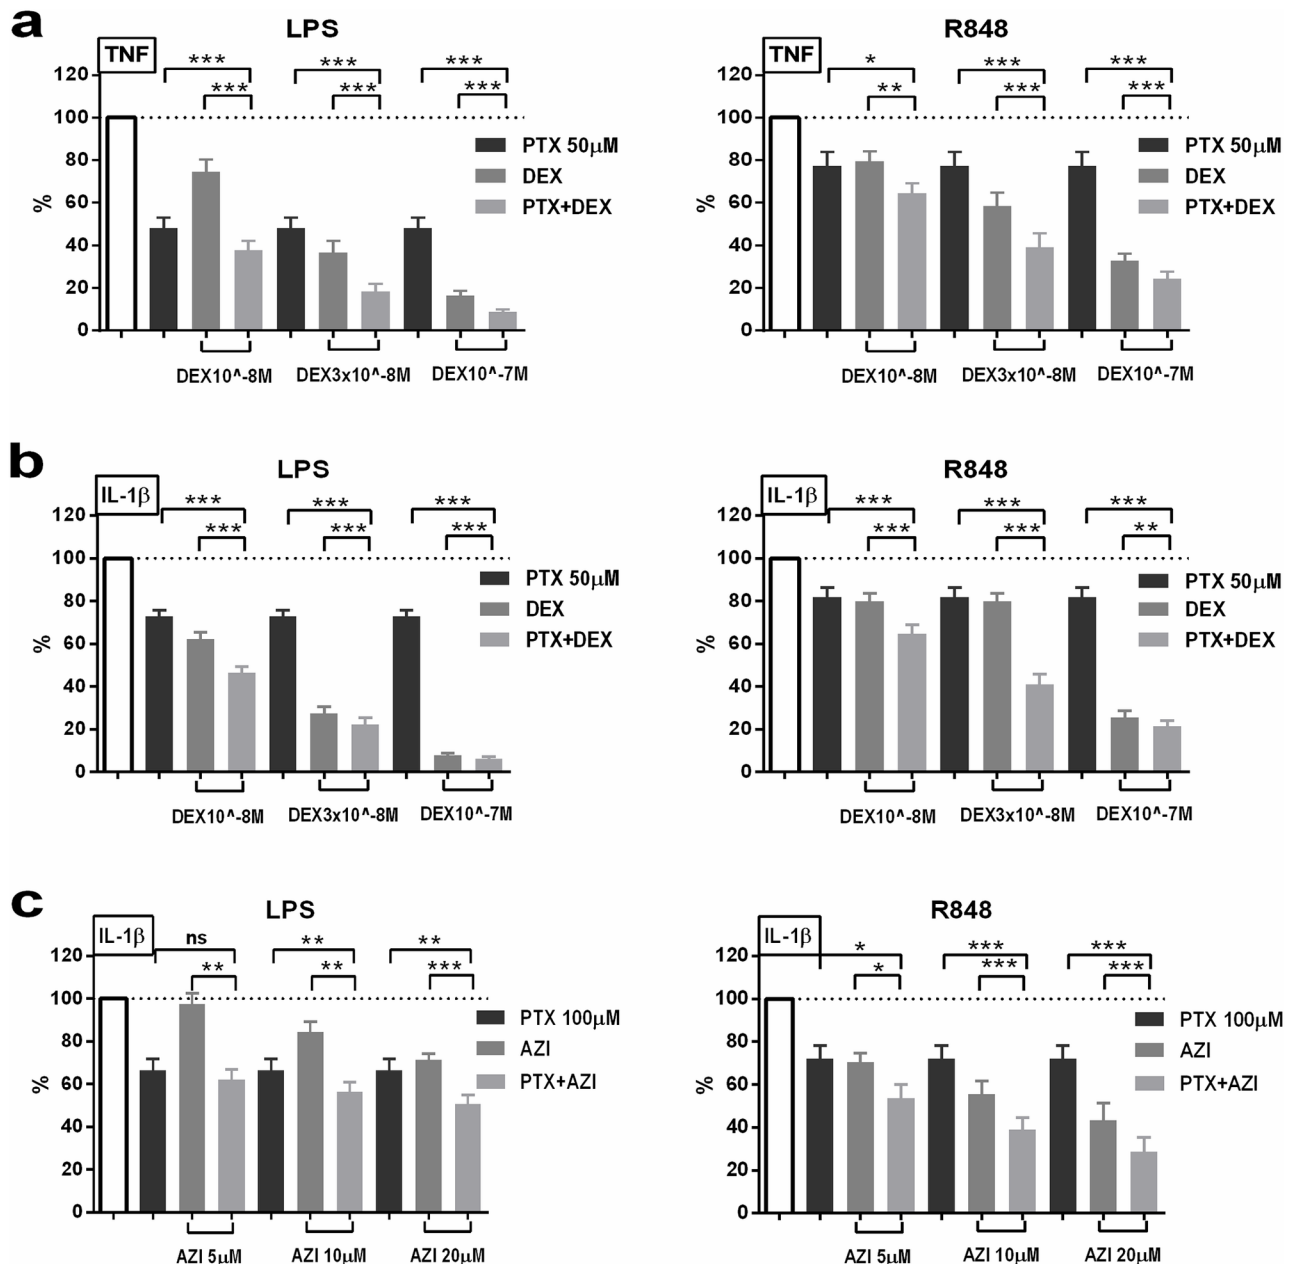 a
LPS
TNF
120
100
80
60
40
20
0
%
***
***
***
***
***
***
PTX 50μM
DEX
PTX+DEX
DEX10^-8M
DEX3x10^-8M
DEX10^-7M
R848
TNF
120
100
80
60
40
20
0
%
*
**
***
***
***
***
PTX 50μM
DEX
PTX+DEX
DEX10^-8M
DEX3x10^-8M
DEX10^-7M
b
LPS
IL-1β
120
100
80
60
40
20
0
%
***
***
***
***
***
***
PTX 50μM
DEX
PTX+DEX
DEX10^-8M
DEX3x10^-8M
DEX10^-7M
R848
IL-1β
120
100
80
60
40
20
0
%
***
***
***
***
***
**
PTX 50μM
DEX
PTX+DEX
DEX10^-8M
DEX3x10^-8M
DEX10^-7M
c
LPS
IL-1β
120
100
80
60
40
20
0
%
ns
**
**
**
**
***
PTX 100μM
AZI
PTX+AZI
AZI 5μM
AZI 10μM
AZI 20μM
R848
IL-1β
120
100
80
60
40
20
0
%
*
*
***
***
***
***
PTX 100μM
AZI
PTX+AZI
AZI 5μM
AZI 10μM
AZI 20μM